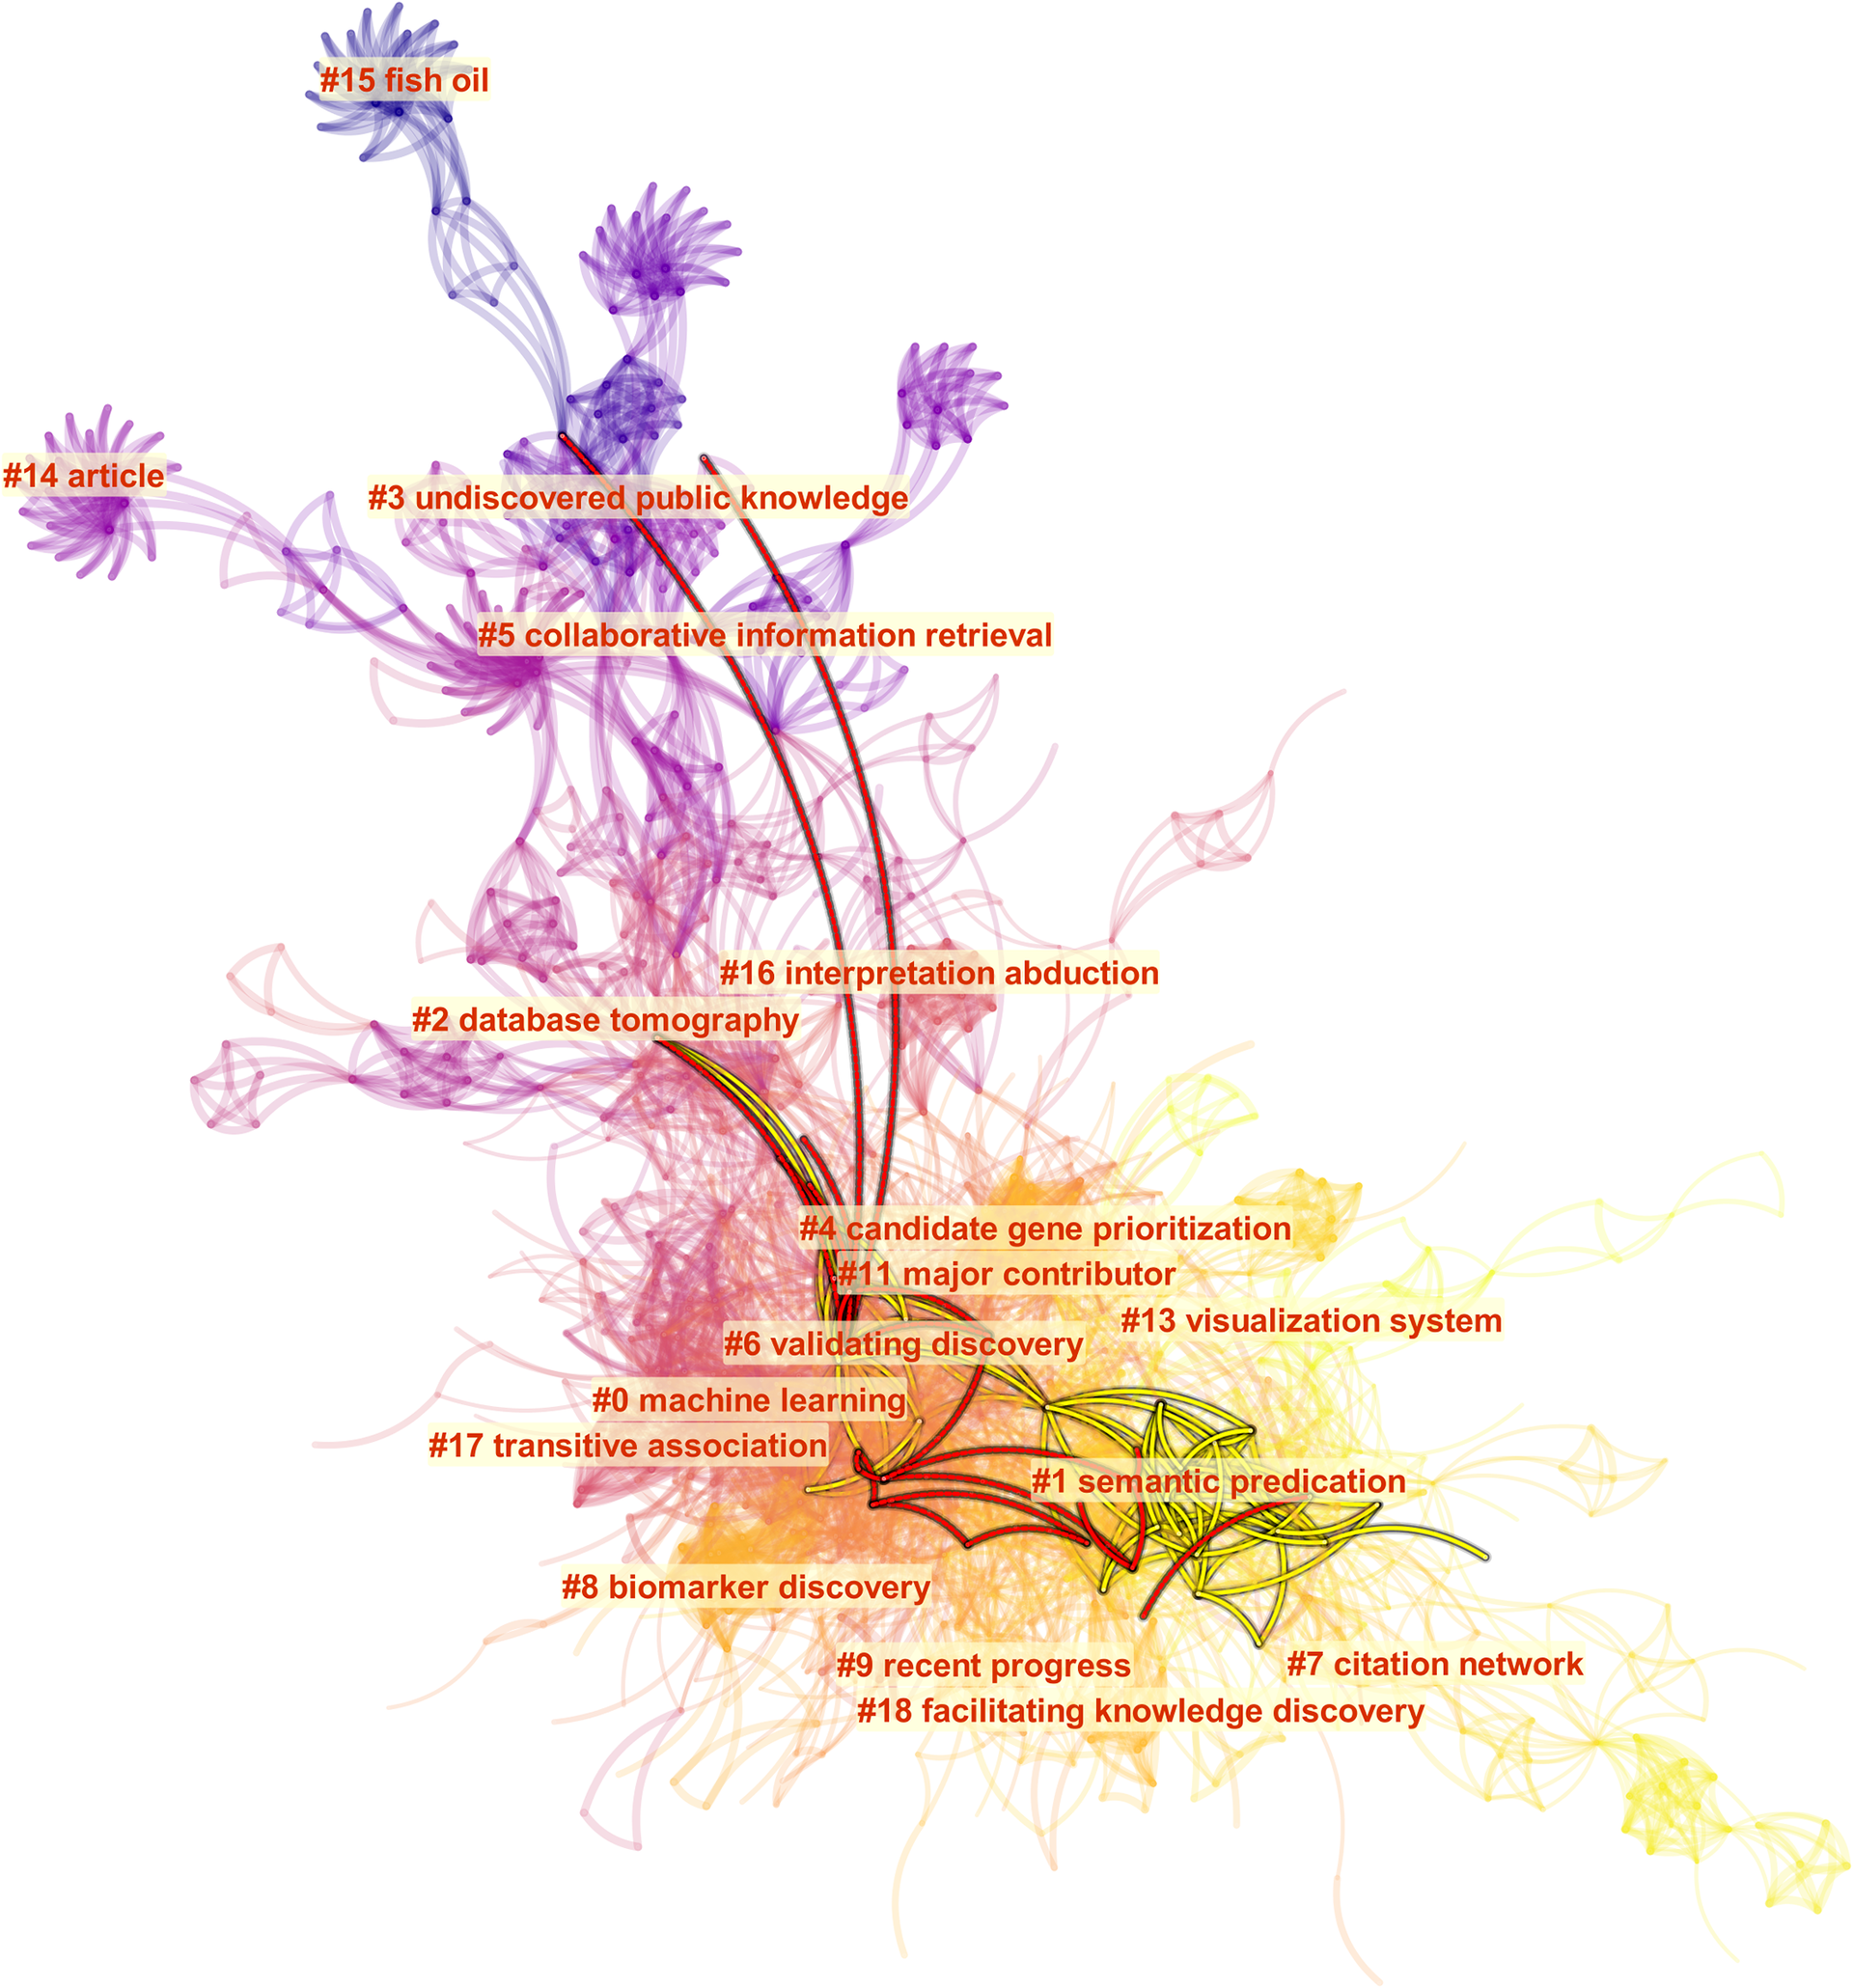 #15 fish oil
#14 article
#3 undiscovered public knowledge
#5 collaborative information retrieval
#16 interpretation abduction
#2 database tomography
#4 candidate gene prioritization
#11 major contributor
#13 visualization system
#6 validating discovery
#0 machine learning
#17 transitive association
#1 semantic predication
#8 biomarker discovery
#9 recent progress
#7 citation network
#18 facilitating knowledge discovery